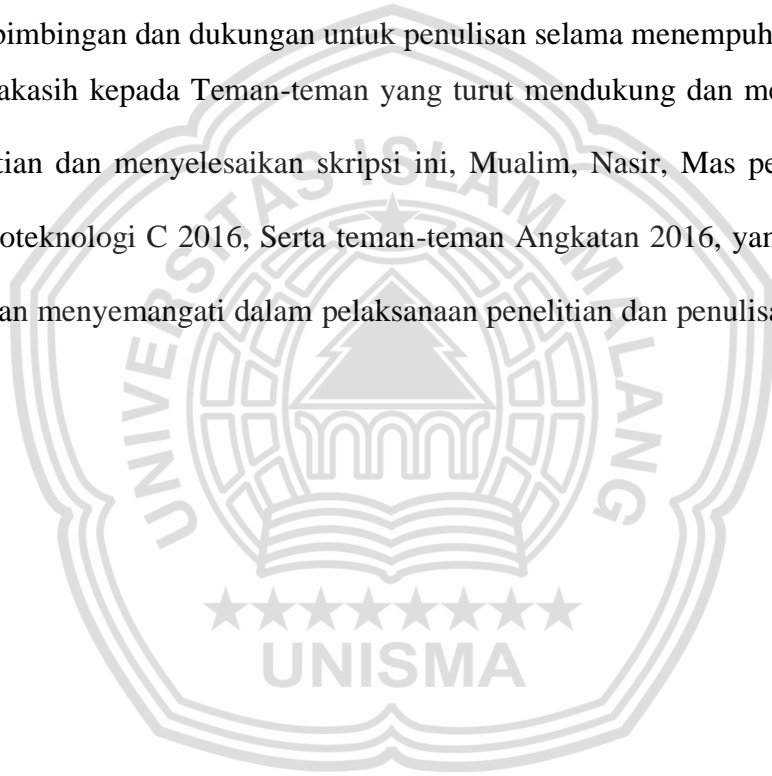 bimbingan dan dukungan untuk penulisan selama menempuh
akasih kepada Teman-teman yang turut mendukung dan me
tian dan menyelesaikan skripsi ini, Mualim, Nasir, Mas pe
oteknologi C 2016, Serta teman-teman Angkatan 2016, yan
an menyemangati dalam pelaksanaan penelitian dan penulisa
UNIVERSITAS ISLAM MALANG
UNISMA